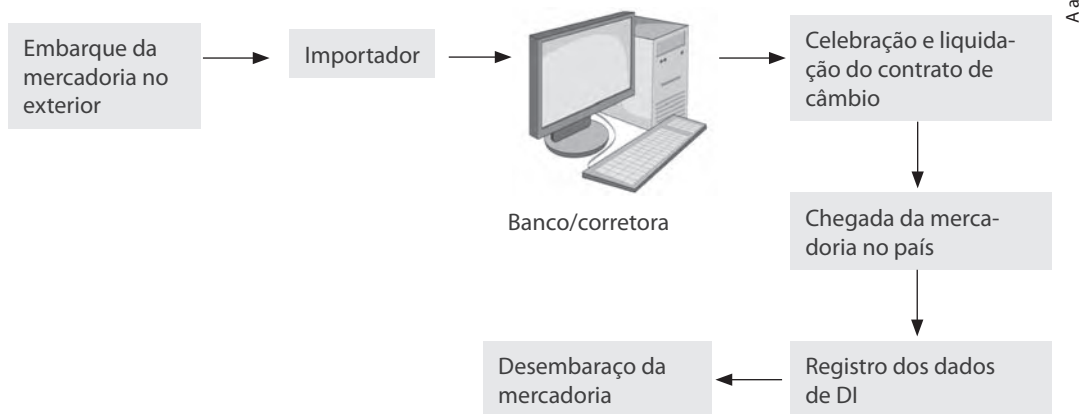 Embarque da
mercadoria no
exterior
Importador
Banco/corretora
Celebração e liquida-
ção do contrato de
câmbio
Chegada da merca-
doria no país
Registro dos dados
de DI
Desembaraço da
mercadoria
A a